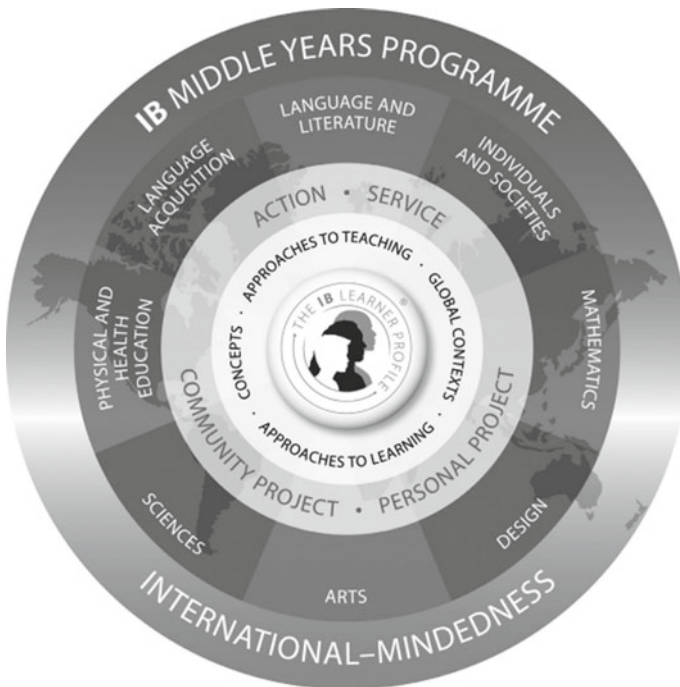 IB MIDDLE YEARS PROGRAMME
LANGUAGE AND
LITERATURE
INDIVIDUALS
AND SOCIETIES
MATHEMATICS
DESIGN
ARTS
SCIENCES
PHYSICAL AND
HEALTH
EDUCATION
LANGUAGE
ACQUISITION
ACTION • SERVICE
PERSONAL PROJECT
COMMUNITY PROJECT •
APPROACHES TO TEACHING •
GLOBAL CONTEXTS •
APPROACHES TO LEARNING •
CONCEPTS •
THE IB LEARNER PROFILE ®
INTERNATIONAL–MINDEDNESS